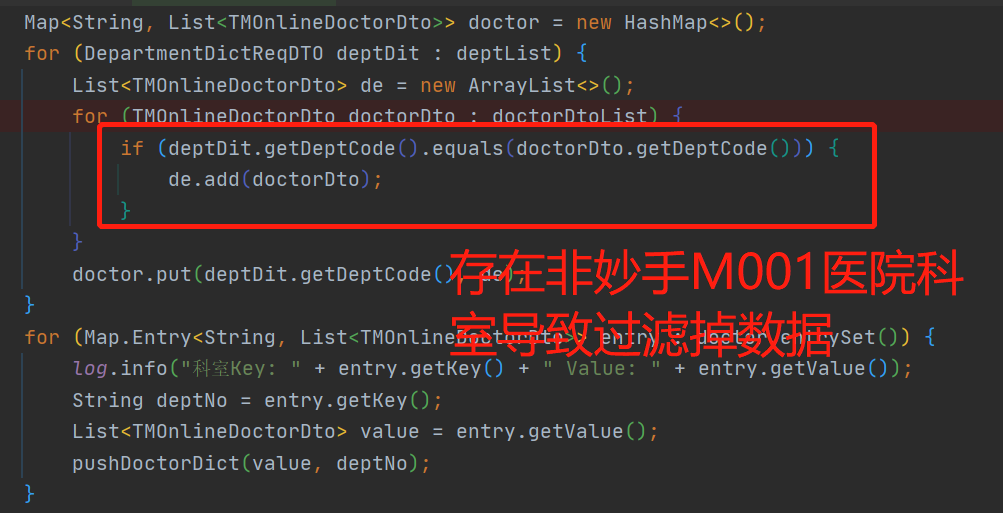 Map<String, List<TMOnlineDoctorDto>> doctor = new HashMap<>();
for (DepartmentDictReqDTO deptDit : deptList) {
List<TMOnlineDoctorDto> de = new ArrayList<>();
for (TMOnlineDoctorDto doctorDto : doctorDtoList) {
if (deptDit.getDeptCode().equals(doctorDto.getDeptCode())) {
de.add(doctorDto);
}
}
doctor.put(deptDit.getDeptCode(), de);
存在非妙手M001医院科
}
室导致过滤掉数据
for (Map.Entry<String, List<TMOnlineDoctorDto>> entry : doctor.entrySet()) {
log.info("科室Key: " + entry.getKey() + " Value: " + entry.getValue());
String deptNo = entry.getKey();
List<TMOnlineDoctorDto> value = entry.getValue();
pushDoctorDict(value, deptNo);
}